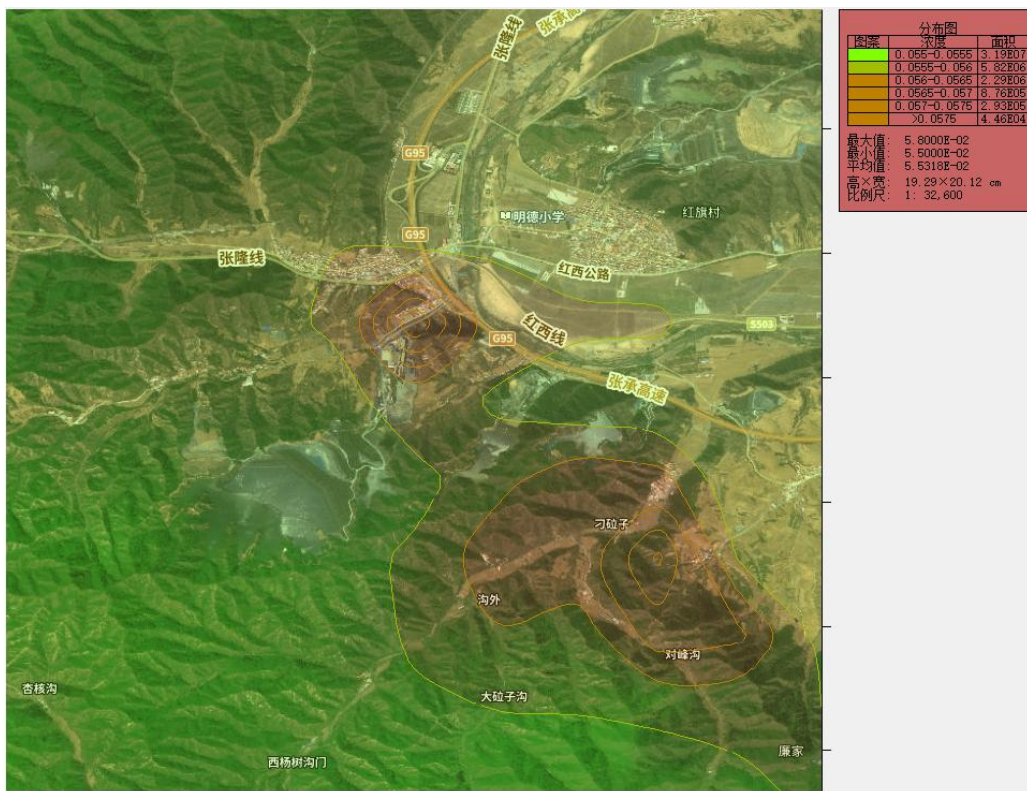 张隆线
张承高速
G95
明德小学
红旗村
G95
张隆线
红西公路
红西线
S503
G95
张承高速
刁砬子
沟外
对峰沟
杏核沟
大砬子沟
西杨树沟门
廉家
分布图
图案 浓度 面积
0.055-0.0555 3.19E07
0.0555-0.056 5.82E06
0.056-0.0565 2.29E06
0.0565-0.057 8.76E05
0.057-0.0575 2.93E05
>0.0575 4.46E04
最大值: 5.8000E-02
最小值: 5.5000E-02
平均值: 5.5318E-02
高×宽: 19.29×20.12 cm
比例尺: 1: 32,600